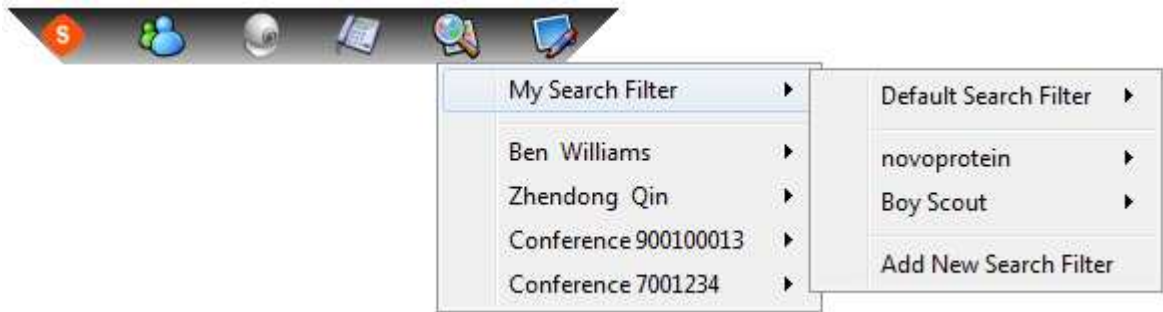 S
My Search Filter
Ben Williams
Zhendong Qin
Conference 900100013
Conference 7001234
Default Search Filter
novoprotein
Boy Scout
Add New Search Filter